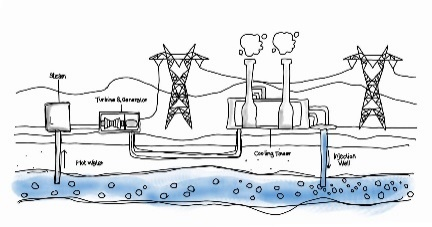 Steam
Turbine & Generator
Hot Water
Cooling Tower
Injection
Well